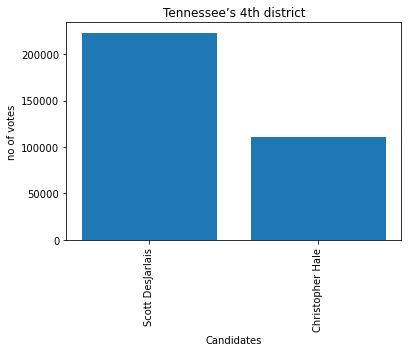 Tennessee’s 4th district
200000
150000
100000
50000
0
no of votes
Scott DesJarlais
Christopher Hale
Candidates